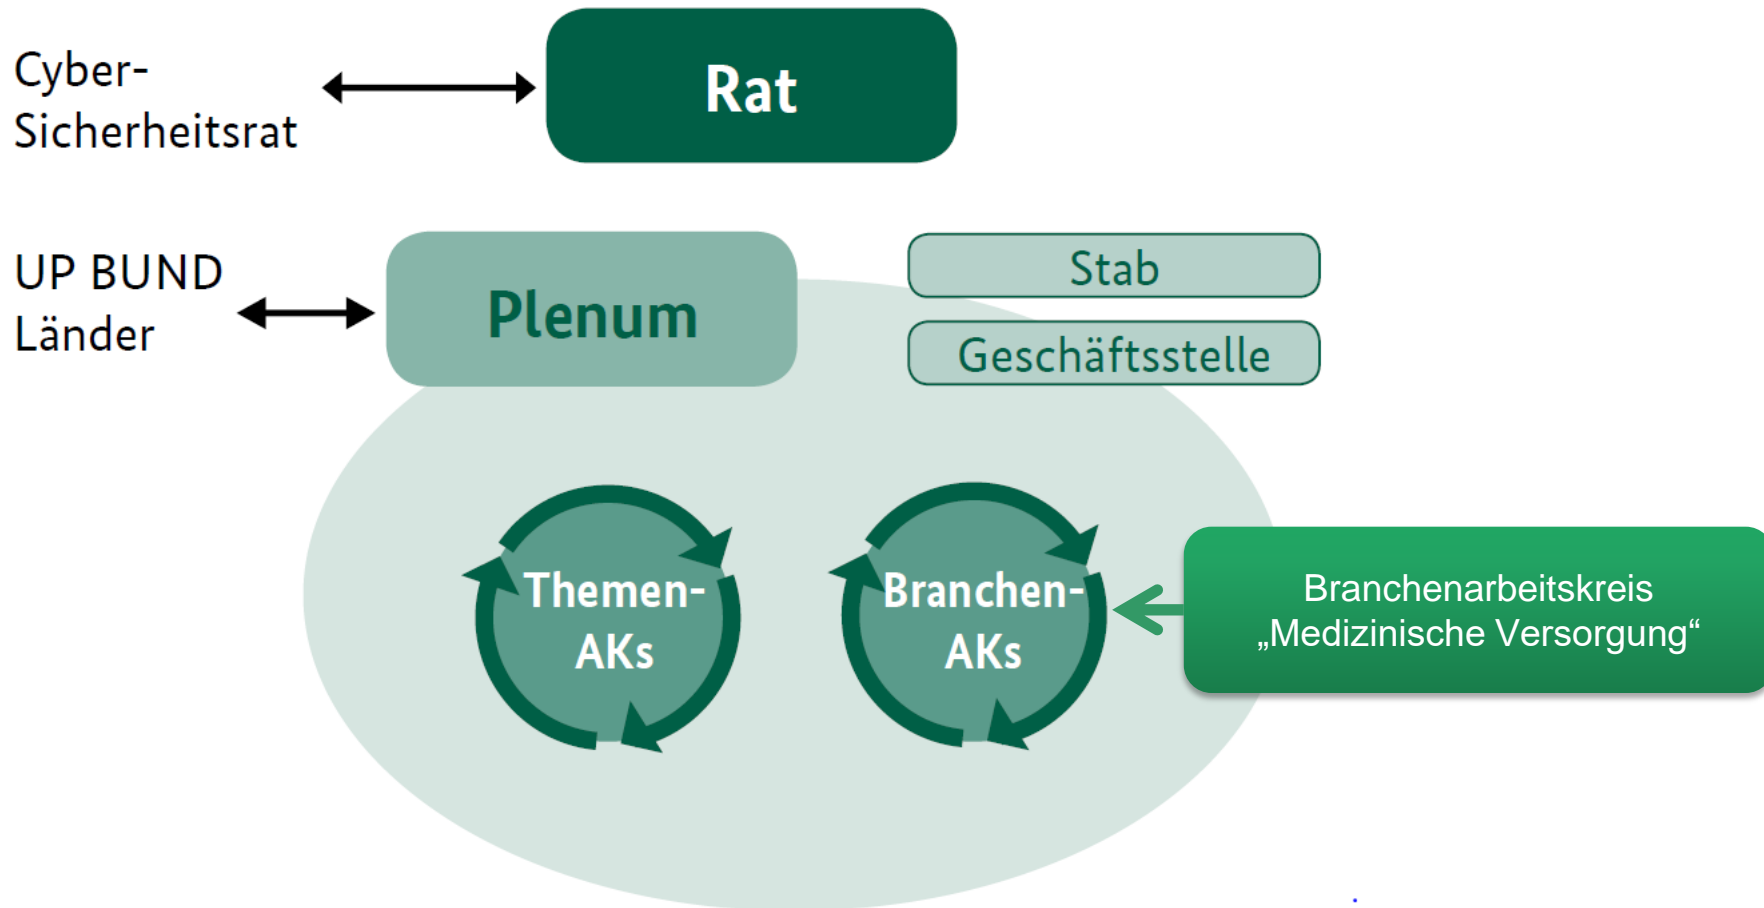 Cyber-
Sicherheitsrat
Rat
UP BUND
Länder
Plenum
Stab
Geschäftsstelle
Themen-
AKs
Branchen-
AKs
Branchenarbeitskreis
„Medizinische Versorgung“